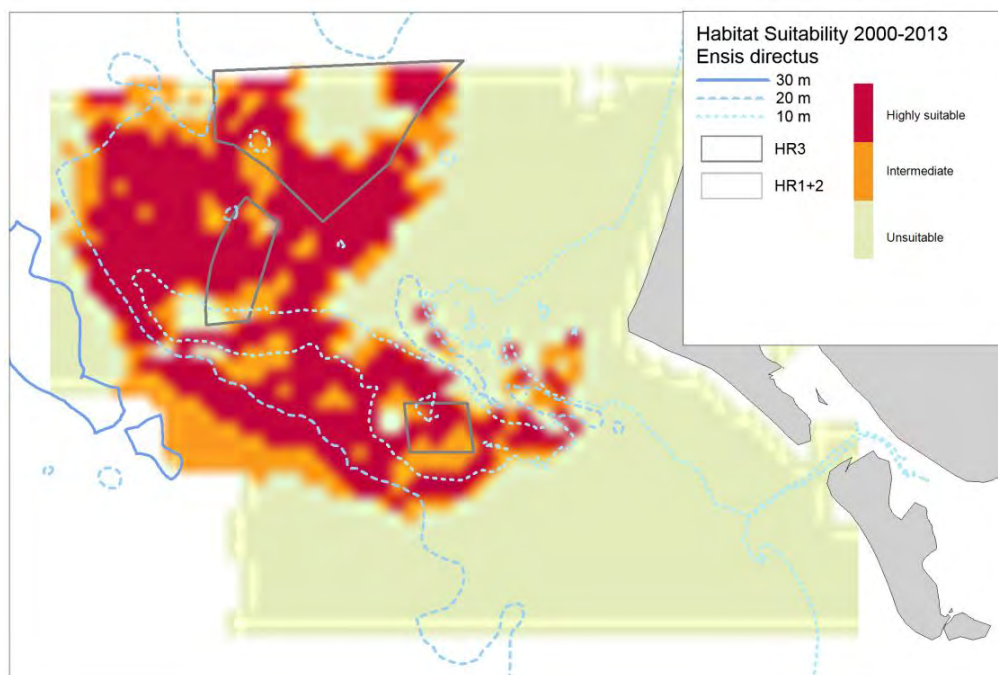 Habitat Suitability 2000-2013
Ensis directus
30 m
20 m
10 m
HR3
HR1+2
Highly suitable
Intermediate
Unsuitable